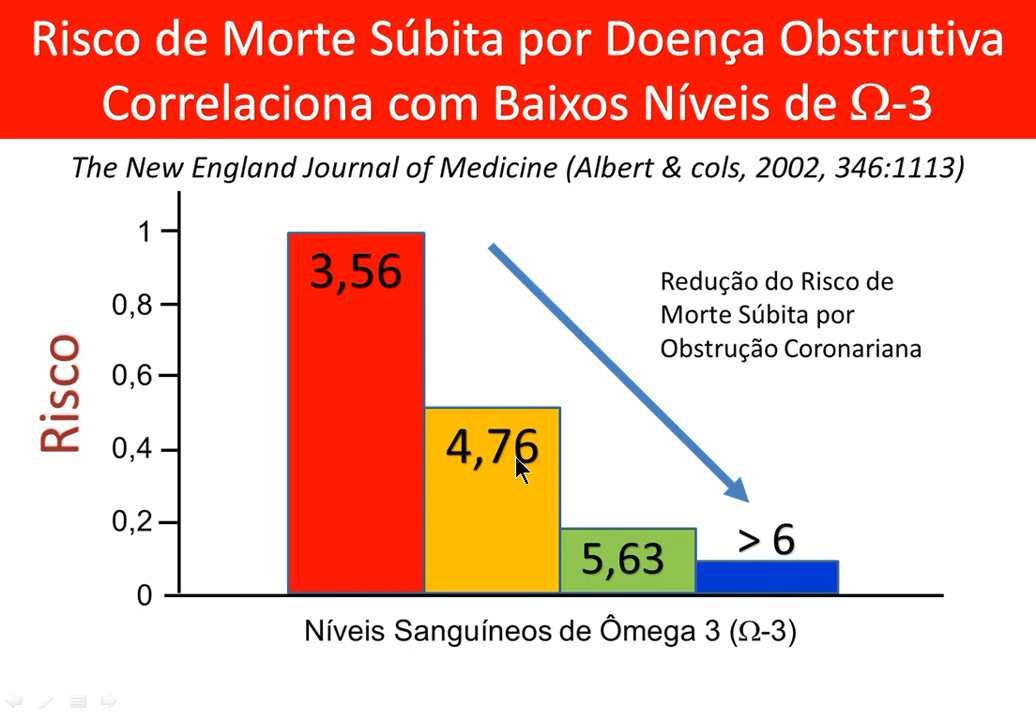 Risco de Morte Súbita por Doença Obstrutiva
Correlaciona com Baixos Níveis de Ω-3
The New England Journal of Medicine (Albert & cols, 2002, 346:1113)
Risco
1
0,8
0,6
0,4
0,2
0
3,56
4,76
5,63
> 6
Redução do Risco de
Morte Súbita por
Obstrução Coronariana
Níveis Sanguíneos de Ômega 3 (Ω-3)